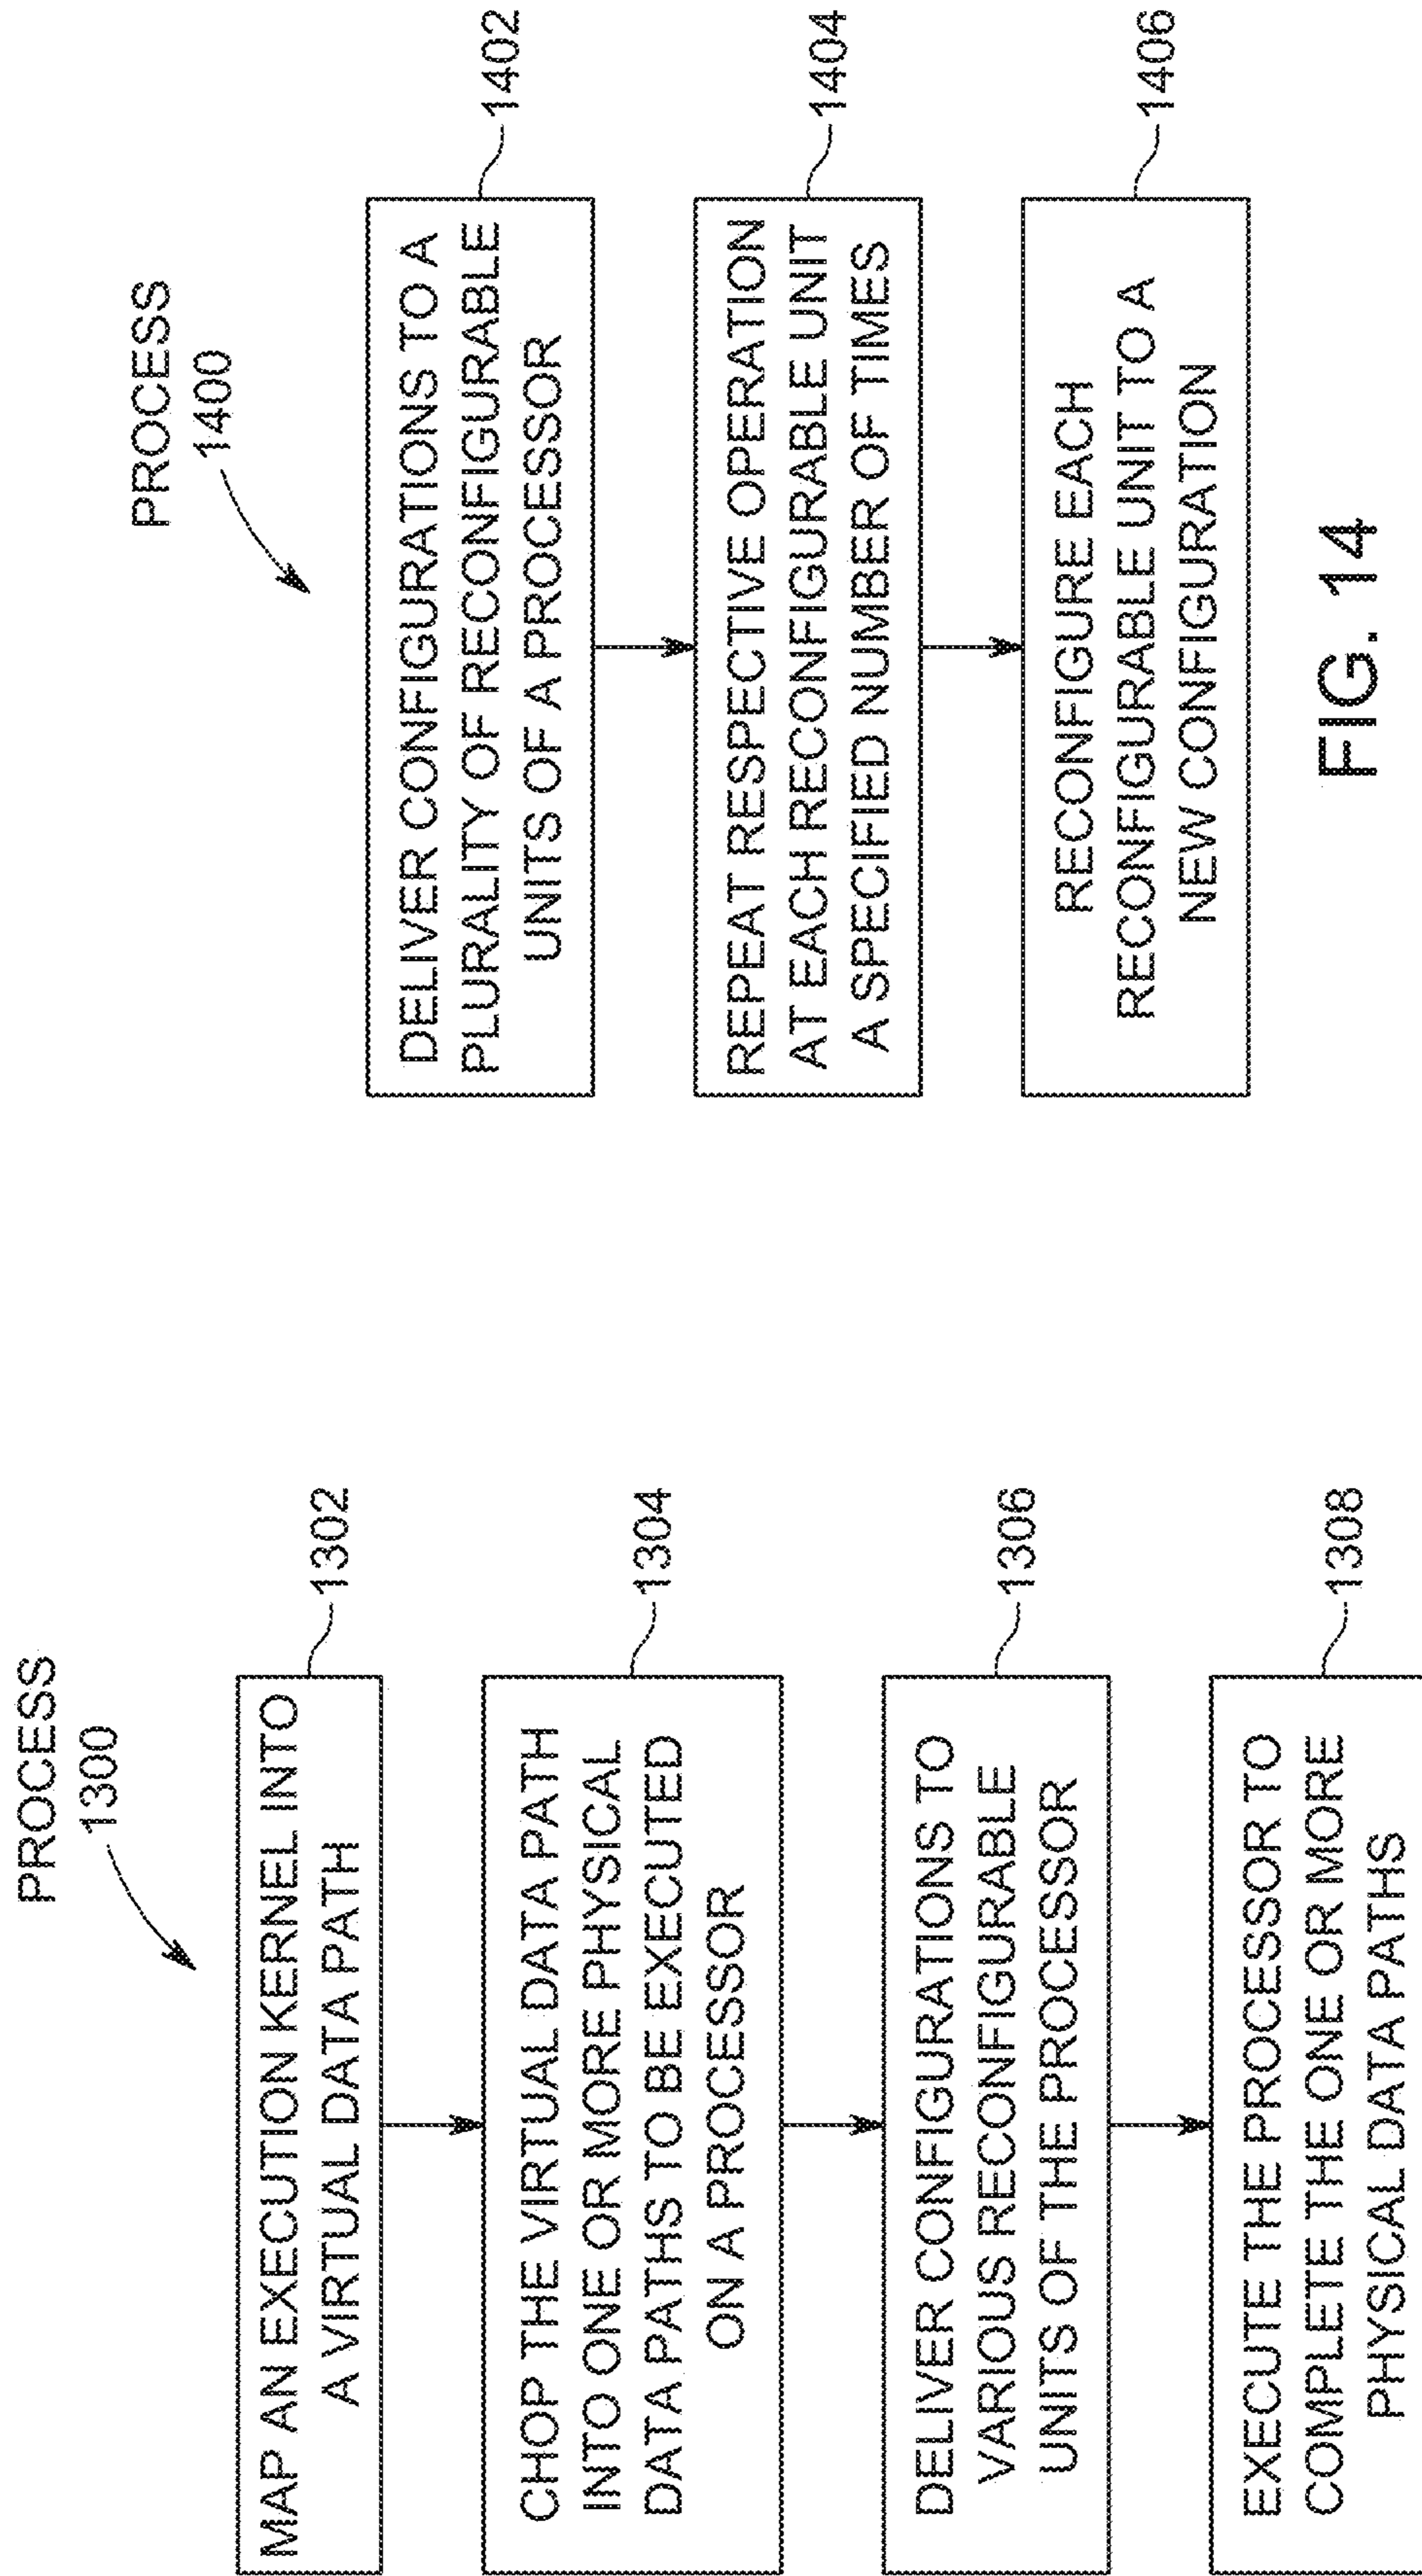 PROCESS
1300
MAP AN EXECUTION KERNEL INTO
A VIRTUAL DATA PATH
1302
CHOP THE VIRTUAL DATA PATH
INTO ONE OR MORE PHYSICAL
DATA PATHS TO BE EXECUTED
ON A PROCESSOR
1304
DELIVER CONFIGURATIONS TO
VARIOUS RECONFIGURABLE
UNITS OF THE PROCESSOR
1306
EXECUTE THE PROCESSOR TO
COMPLETE THE ONE OR MORE
PHYSICAL DATA PATHS
1308
PROCESS
1400
DELIVER CONFIGURATIONS TO A
PLURALITY OF RECONFIGURABLE
UNITS OF A PROCESSOR
1402
REPEAT RESPECTIVE OPERATION
AT EACH RECONFIGURABLE UNIT
A SPECIFIED NUMBER OF TIMES
1404
RECONFIGURE EACH
RECONFIGURABLE UNIT TO A
NEW CONFIGURATION
1406
FIG. 14